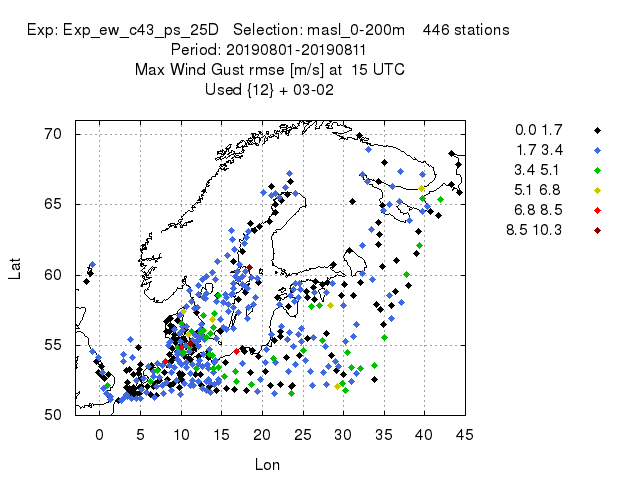 Exp: Exp_ew_c43_ps_25D   Selection: masl_0-200m    446 stations
Period: 20190801-20190811
Max Wind Gust rmse [m/s] at  15 UTC
Used {12} + 03-02
0.0 1.7
1.7 3.4
3.4 5.1
5.1 6.8
6.8 8.5
8.5 10.3
Lat
70
65
60
55
50
0 5 10 15 20 25 30 35 40 45
Lon